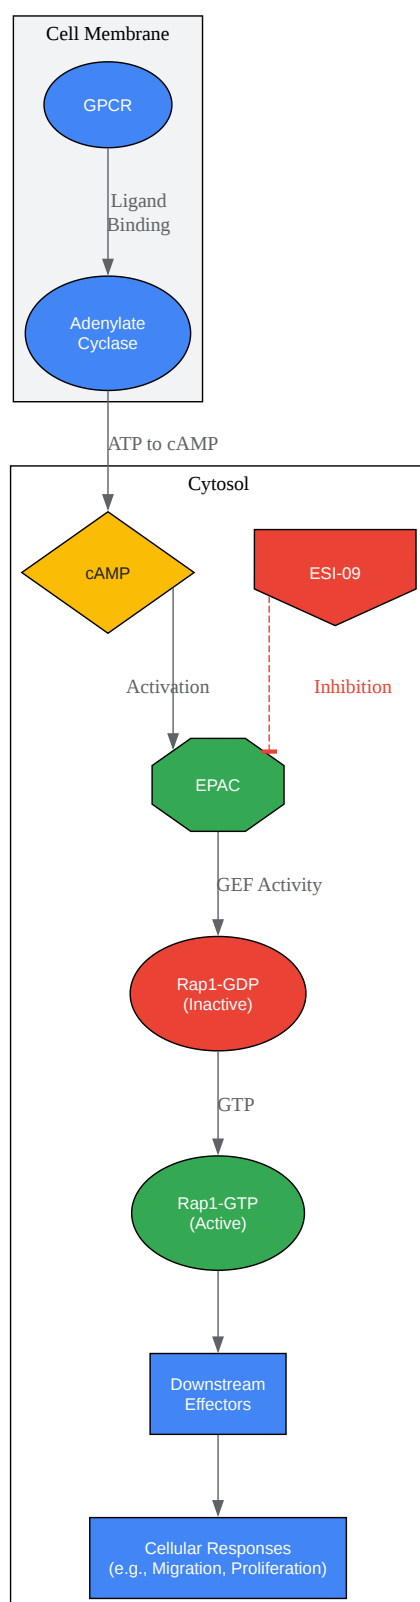 Cell Membrane
GPCR
Ligand
Binding
Adenylate
Cyclase
ATP to cAMP
Cytosol
cAMP
ESI-09
Activation
Inhibition
EPAC
GEF Activity
Rap1-GDP
(Inactive)
GTP
Rap1-GTP
(Active)
Downstream
Effectors
Cellular Responses
(e.g., Migration, Proliferation)